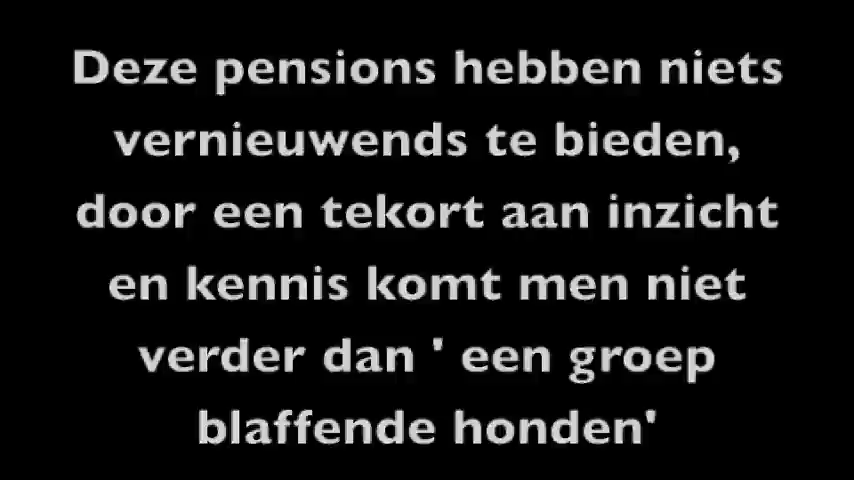 Deze pensions hebben niets
vernieuwends te bieden,
door een tekort aan inzicht
en kennis komt men niet
verder dan ' een groep
blaffende honden'